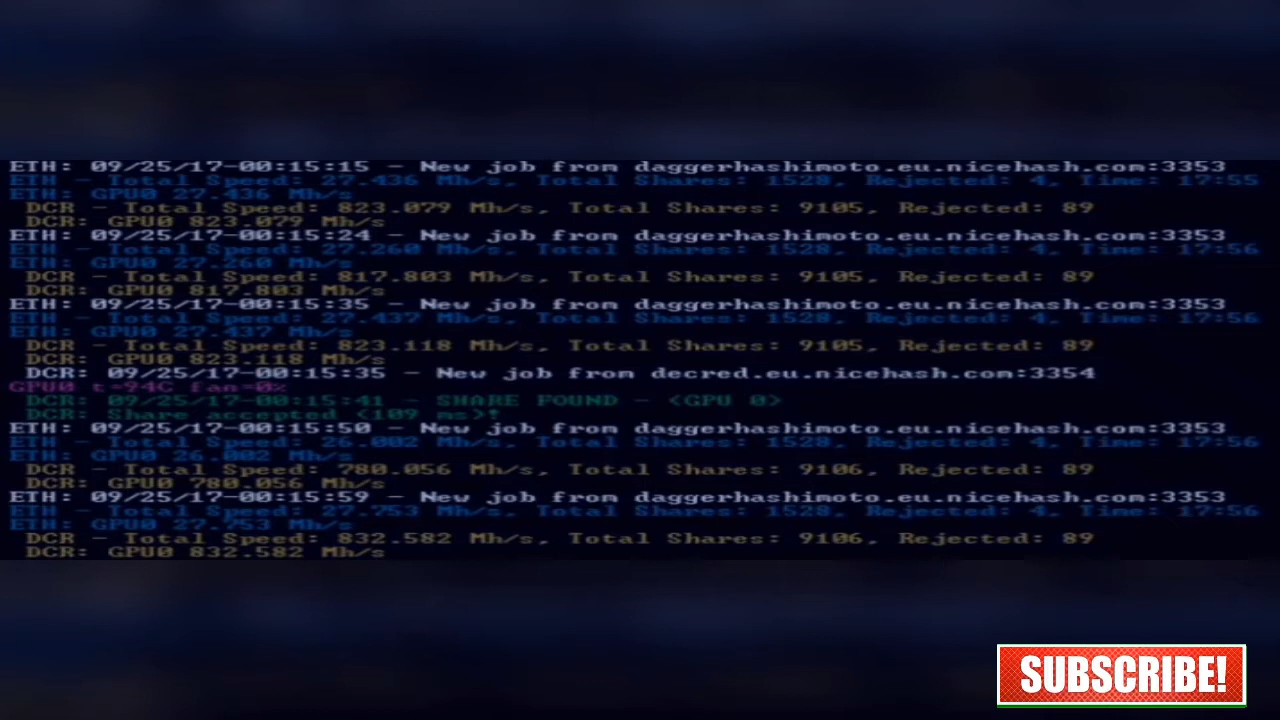 ETH: 09/25/17-00:15:15 - New job from daggerhashimoto.eu.nicehash.com:3353
ETH - Total Speed: 27.436 Mh/s, Total Shares: 1528, Rejected: 4, Time: 17:55
ETH: GPU0 27.436 Mh/s
DCR - Total Speed: 823.079 Mh/s, Total Shares: 9105, Rejected: 89
DCR: GPU0 823.079 Mh/s
ETH: 09/25/17-00:15:24 - New job from daggerhashimoto.eu.nicehash.com:3353
ETH - Total Speed: 27.260 Mh/s, Total Shares: 1528, Rejected: 4, Time: 17:56
ETH: GPU0 27.260 Mh/s
DCR - Total Speed: 817.803 Mh/s, Total Shares: 9105, Rejected: 89
DCR: GPU0 817.803 Mh/s
ETH: 09/25/17-00:15:35 - New job from daggerhashimoto.eu.nicehash.com:3353
ETH - Total Speed: 27.437 Mh/s, Total Shares: 1528, Rejected: 4, Time: 17:56
ETH: GPU0 27.437 Mh/s
DCR - Total Speed: 823.118 Mh/s, Total Shares: 9105, Rejected: 89
DCR: GPU0 823.118 Mh/s
DCR: 09/25/17-00:15:35 - New job from decred.eu.nicehash.com:3354
GPU0 t=94C fan=0%
DCR: 09/25/17-00:15:41 - SHARE FOUND - (GPU 0)
DCR: Share accepted (109 ms)!
ETH: 09/25/17-00:15:50 - New job from daggerhashimoto.eu.nicehash.com:3353
ETH - Total Speed: 26.002 Mh/s, Total Shares: 1528, Rejected: 4, Time: 17:56
ETH: GPU0 26.002 Mh/s
DCR - Total Speed: 780.056 Mh/s, Total Shares: 9106, Rejected: 89
DCR: GPU0 780.056 Mh/s
ETH: 09/25/17-00:15:59 - New job from daggerhashimoto.eu.nicehash.com:3353
ETH - Total Speed: 27.753 Mh/s, Total Shares: 1528, Rejected: 4, Time: 17:56
ETH: GPU0 27.753 Mh/s
DCR - Total Speed: 832.582 Mh/s, Total Shares: 9106, Rejected: 89
DCR: GPU0 832.582 Mh/s
SUBSCRIBE!